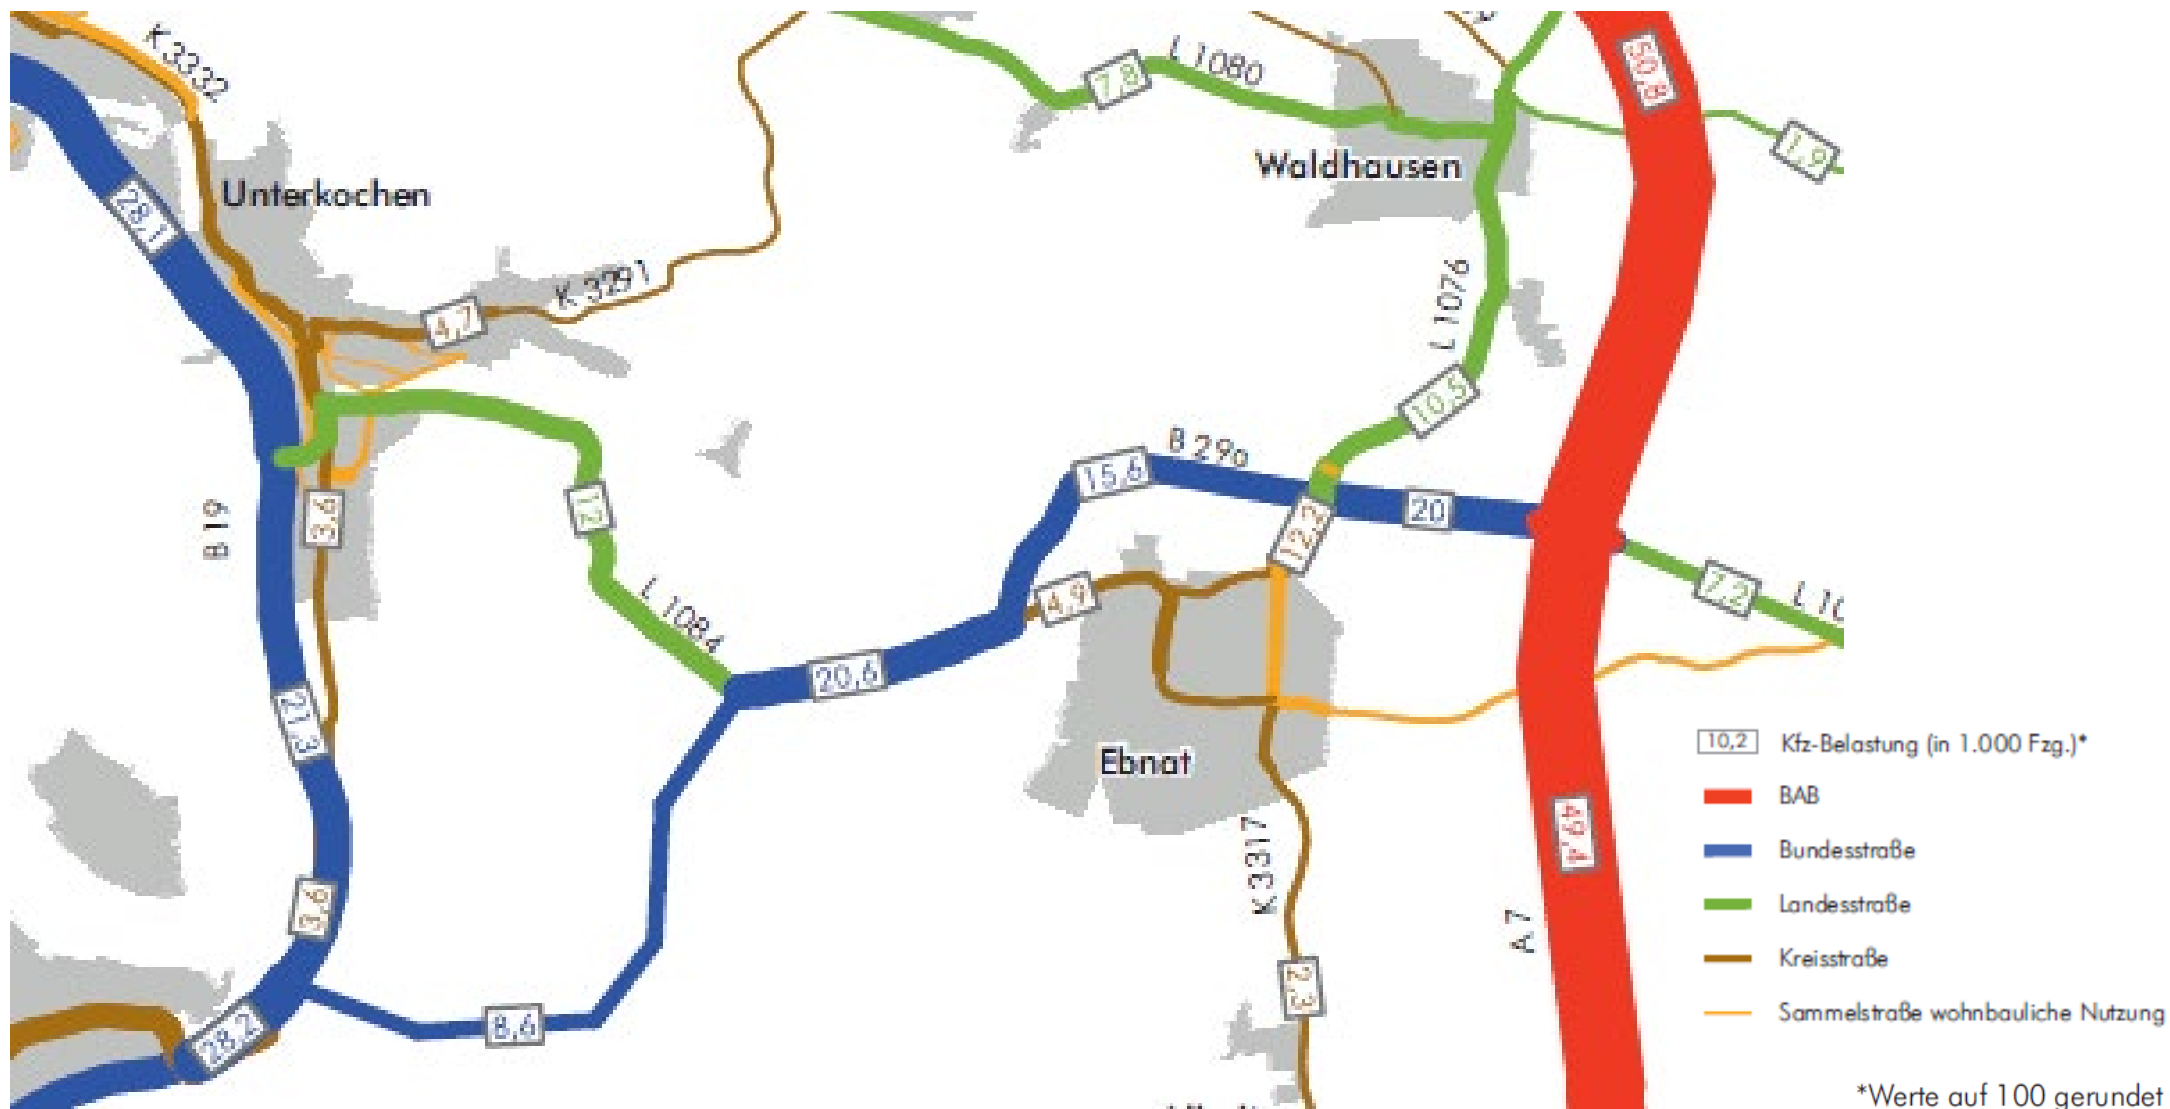 K 3332
50,8
7,8
L 1080
1,9
Waldhausen
Unterkochen
28,1
K 3291
4,7
L 1076
10,5
B 29a
15,6
20
12,2
12
3,6
B 19
7,2
L 10
4,9
L 1084
20,6
21,3
Ebnat
K 3317
49,4
A 7
3,6
2,3
28,2
8,6
10,2 Kfz-Belastung (in 1.000 Fzg.)*
BAB
Bundesstraße
Landesstraße
Kreisstraße
Sammelstraße wohnbauliche Nutzung
*Werte auf 100 gerundet